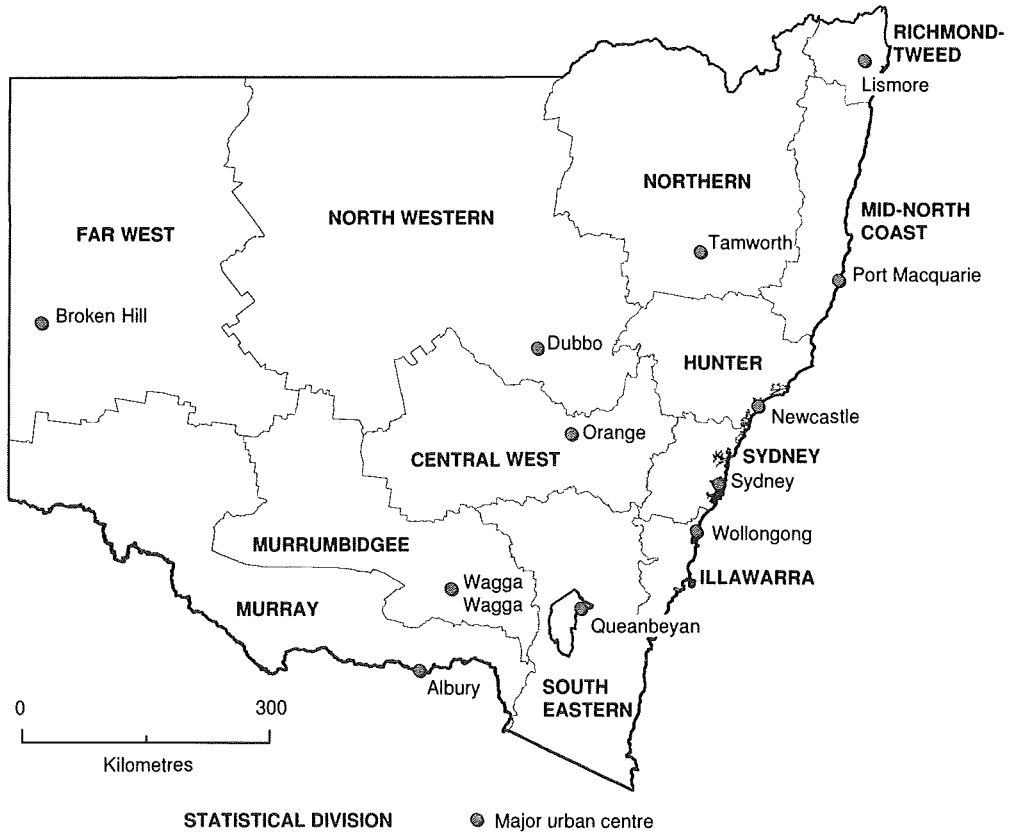 RICHMOND-
TWEED
Lismore
NORTHERN
NORTH WESTERN
MID-NORTH
COAST
FAR WEST
Tamworth
Port Macquarie
Broken Hill
Dubbo
HUNTER
Newcastle
Orange
CENTRAL WEST
SYDNEY
Sydney
Wollongong
MURRUMBIDGEE
ILLAWARRA
Wagga
Wagga
MURRAY
Queanbeyan
Albury
SOUTH
EASTERN
0 300
Kilometres
STATISTICAL DIVISION
Major urban centre